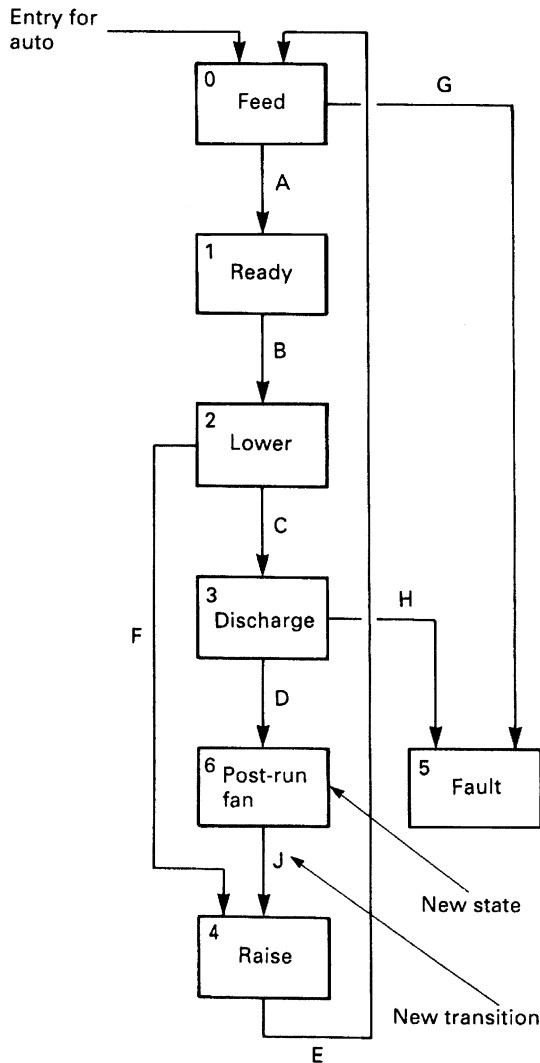 Entry for
auto
0
Feed
G
A
1
Ready
B
2
Lower
C
3
Discharge
H
F
D
6
Post-run
fan
5
Fault
J
New state
4
Raise
New transition
E